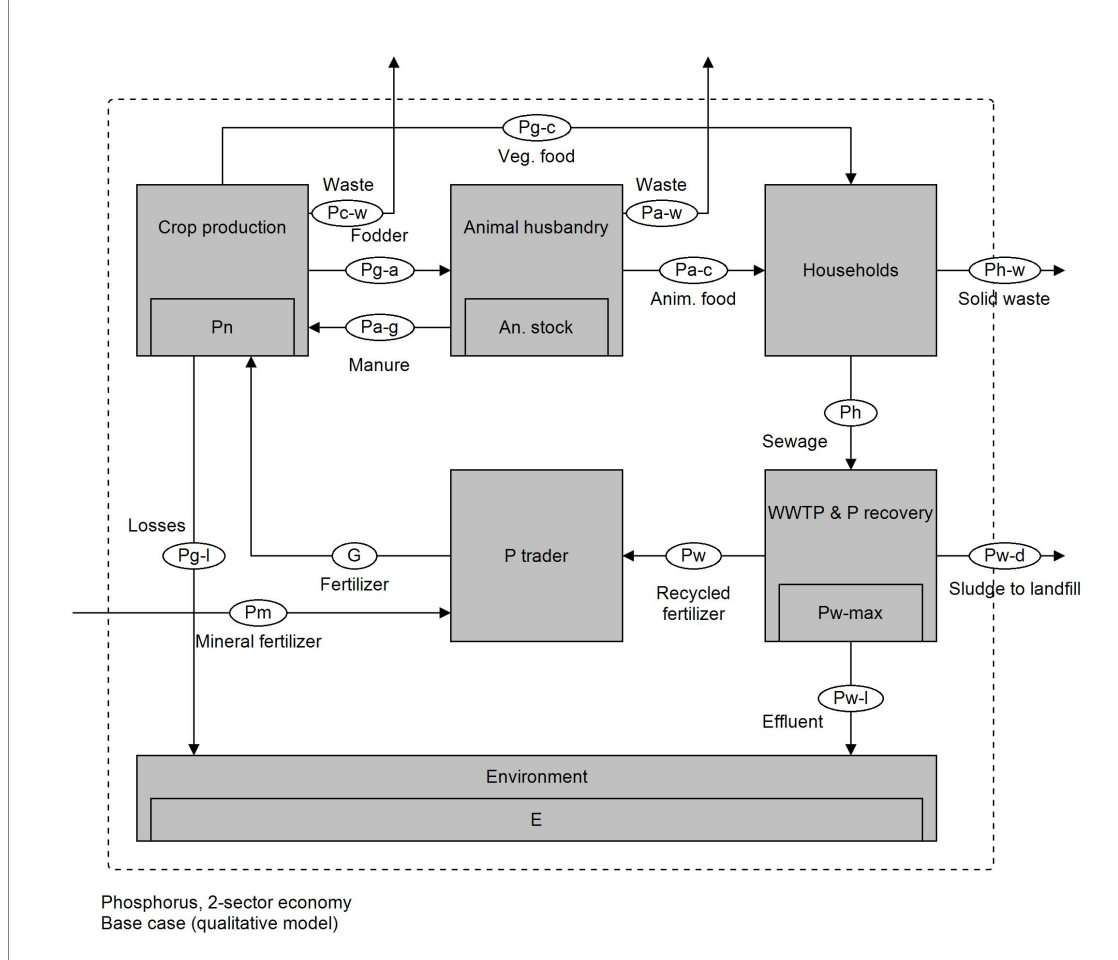 Pg-c
Veg. food
Waste
Pc-w
Fodder
Crop production
Pg-a
Pn
Pa-g
Manure
Animal husbandry
An. stock
Waste
Pa-w
Pa-c
Anim. food
Households
Ph-w
Solid waste
Ph
Sewage
WWTP & P recovery
Pw-max
Pw-d
Sludge to landfill
Pw
Recycled
fertilizer
P trader
G
Fertilizer
Losses
Pg-l
Pm
Mineral fertilizer
Pw-l
Effluent
Environment
E
Phosphorus, 2-sector economy
Base case (qualitative model)